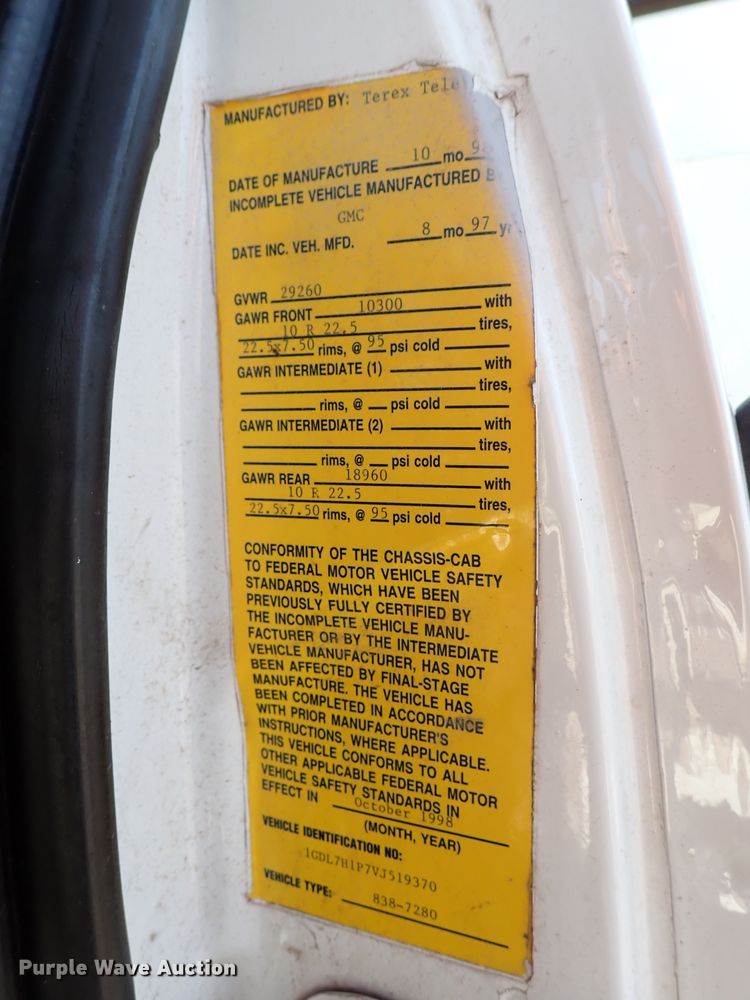 MANUFACTURED BY: Terex Tele
DATE OF MANUFACTURE 10 mo.
INCOMPLETE VEHICLE MANUFACTURED
GMC
DATE INC. VEH. MFD. 8 mo. 97 yr
GVWR 29260
GAWR FRONT 10300 with
10 R 22.5 tires,
22.5x7.50 rims, @ 95 psi cold
GAWR INTERMEDIATE (1) with
tires,
rims, @ psi cold
GAWR INTERMEDIATE (2) with
tires,
rims, @ psi cold
GAWR REAR 18960 with
10 R 22.5 tires,
22.5x7.50 rims, @ 95 psi cold
CONFORMITY OF THE CHASSIS-CAB
TO FEDERAL MOTOR VEHICLE SAFETY
STANDARDS, WHICH HAVE BEEN
PREVIOUSLY FULLY CERTIFIED BY
THE INCOMPLETE VEHICLE MANU-
FACTURER OR BY THE INTERMEDIATE
VEHICLE MANUFACTURER, HAS NOT
BEEN AFFECTED BY FINAL-STAGE
MANUFACTURE. THE VEHICLE HAS
BEEN COMPLETED IN ACCORDANCE
WITH PRIOR MANUFACTURER'S
INSTRUCTIONS, WHERE APPLICABLE.
THIS VEHICLE CONFORMS TO ALL
OTHER APPLICABLE FEDERAL MOTOR
VEHICLE SAFETY STANDARDS IN
EFFECT IN October 1998
(MONTH, YEAR)
VEHICLE IDENTIFICATION NO:
1GDL7H1P7VJ519370
VEHICLE TYPE: 838-7280
Purple Wave Auction